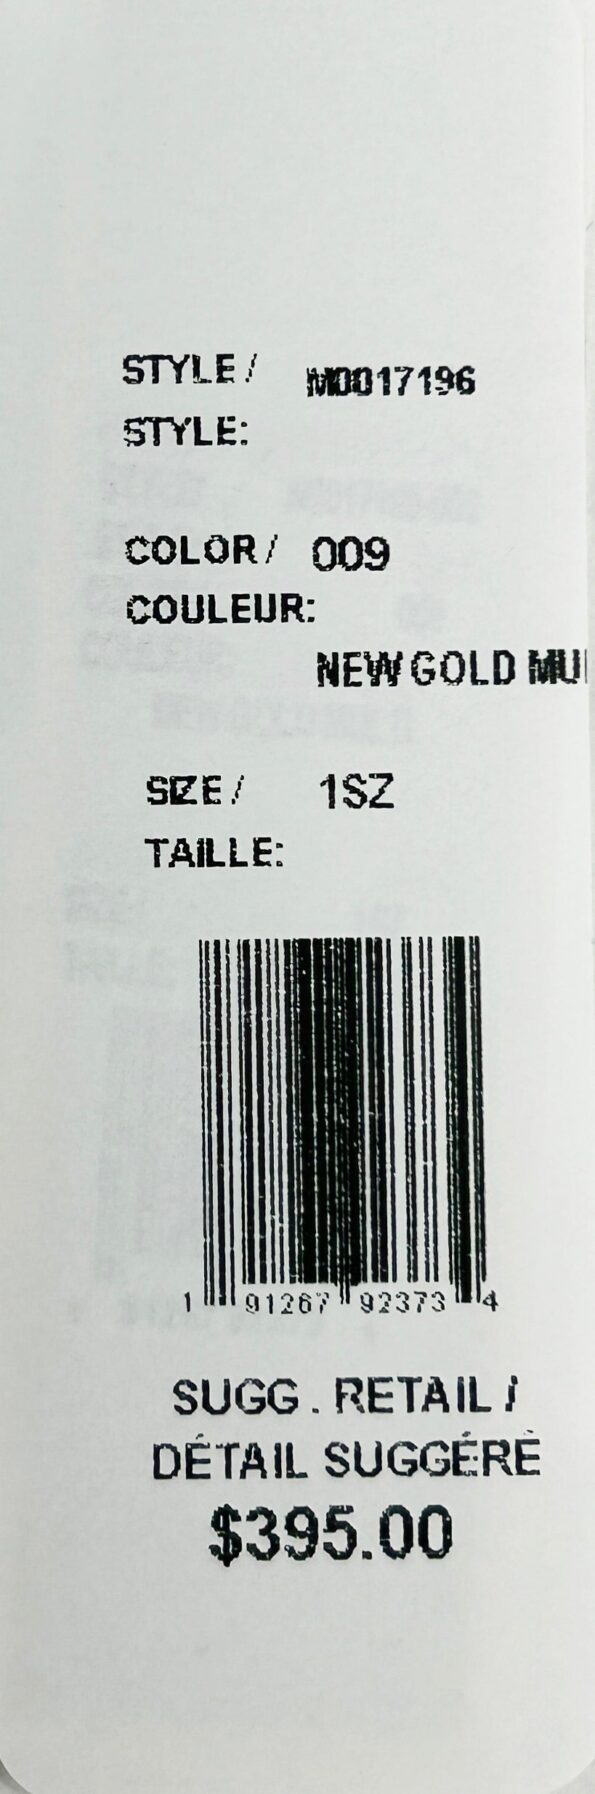 STYLE / M0017196
STYLE:
COLOR / 009
COULEUR:
NEW GOLD MU
SIZE / 1SZ
TAILLE:
1 91267 92373 4
SUGG. RETAIL /
DÉTAIL SUGGÉRÉ
$395.00